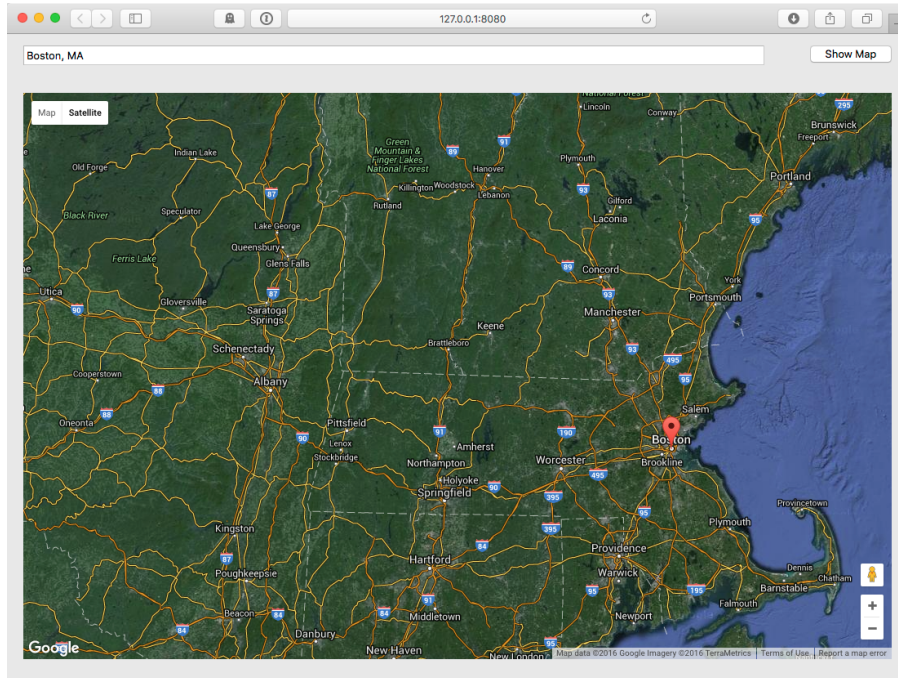 127.0.0.1:8080
Boston, MA
Show Map
Map Satellite
Lincoln
Conway
295
Brunswick
Freeport
Green
Mountain &
Finger Lakes
National Forest
91
89
Indian Lake
Old Forge
Hanover
Plymouth
Portland
Killington
Woodstock
Lebanon
93
87
Rutland
Gilford
Laconia
Black River
Speculator
95
Lake George
Queensbury
Glens Falls
Ferris Lake
89
Concord
York
Utica
87
93
Portsmouth
90
Gloversville
Saratoga
Springs
Manchester
Keene
Brattleboro
Schenectady
93
495
Cooperstown
Albany
95
88
Salem
88
Oneonta
Pittsfield
91
190
Boston
90
Lenox
Amherst
Stockbridge
Northampton
Worcester
Brookline
495
Holyoke
90
Springfield
395
Provincetown
95
Plymouth
Kingston
395
84
Providence
87
Hartford
Warwick
Poughkeepsie
Dennis
Chatham
95
195
Barnstable
91
Falmouth
Beacon
84
84
Middletown
Newport
84
Danbury
95
Google
New Haven
New London
Map data ©2016 Google Imagery ©2016 TerraMetrics
Terms of Use
Report a map error